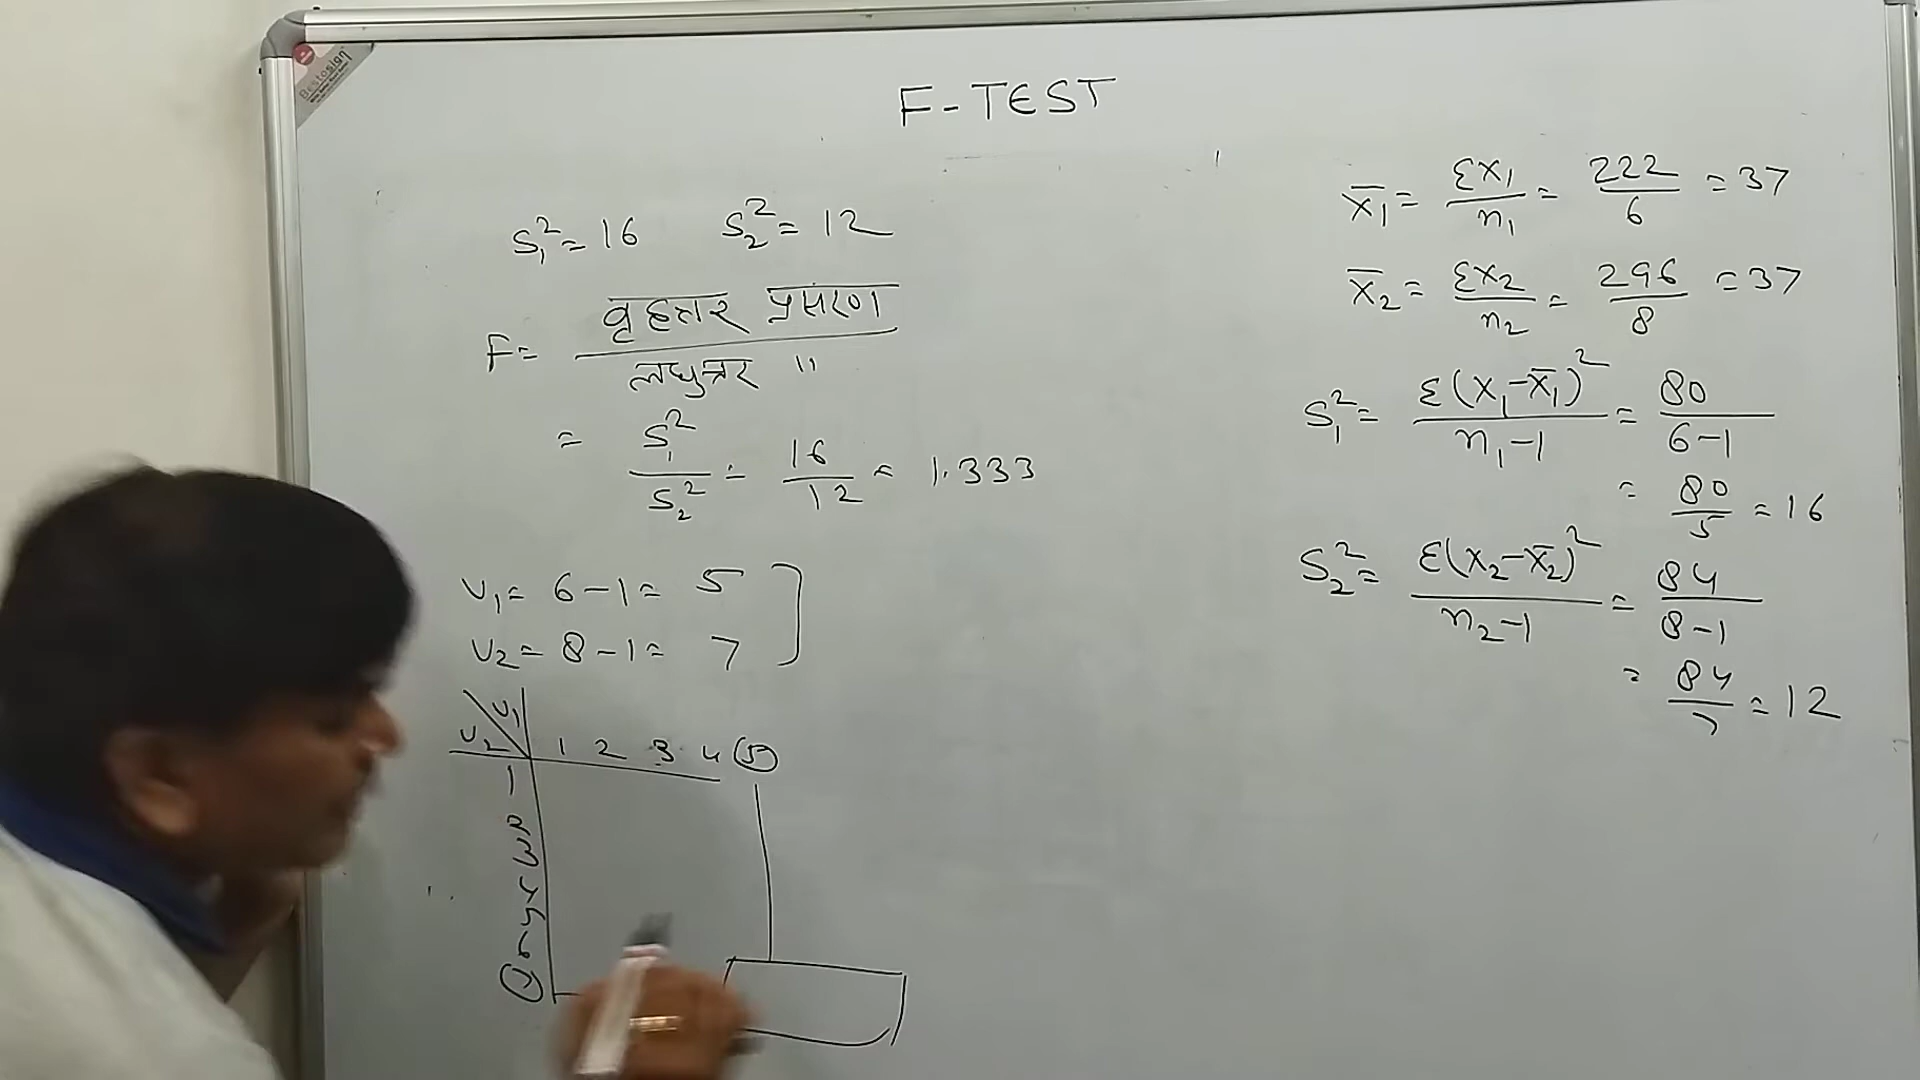 Bestosign
F-TEST
S₁²= 16 S₂²= 12
F= वृहत्तर प्रसरण / लघुत्तर "
= S₁²/S₂² = 16/12 = 1.333
v₁= 6-1= 5
v₂= 8-1= 7
v₁
v₂ 1 2 3 4 5
1
2
3
4
5
6
7
x̄₁= Σx₁/n₁ = 222/6 = 37
x̄₂= Σx₂/n₂ = 296/8 = 37
S₁²= Σ(x₁-x̄₁)²/n₁-1 = 80/6-1
= 80/5 = 16
S₂²= Σ(x₂-x̄₂)²/n₂-1 = 84/8-1
= 84/7 = 12